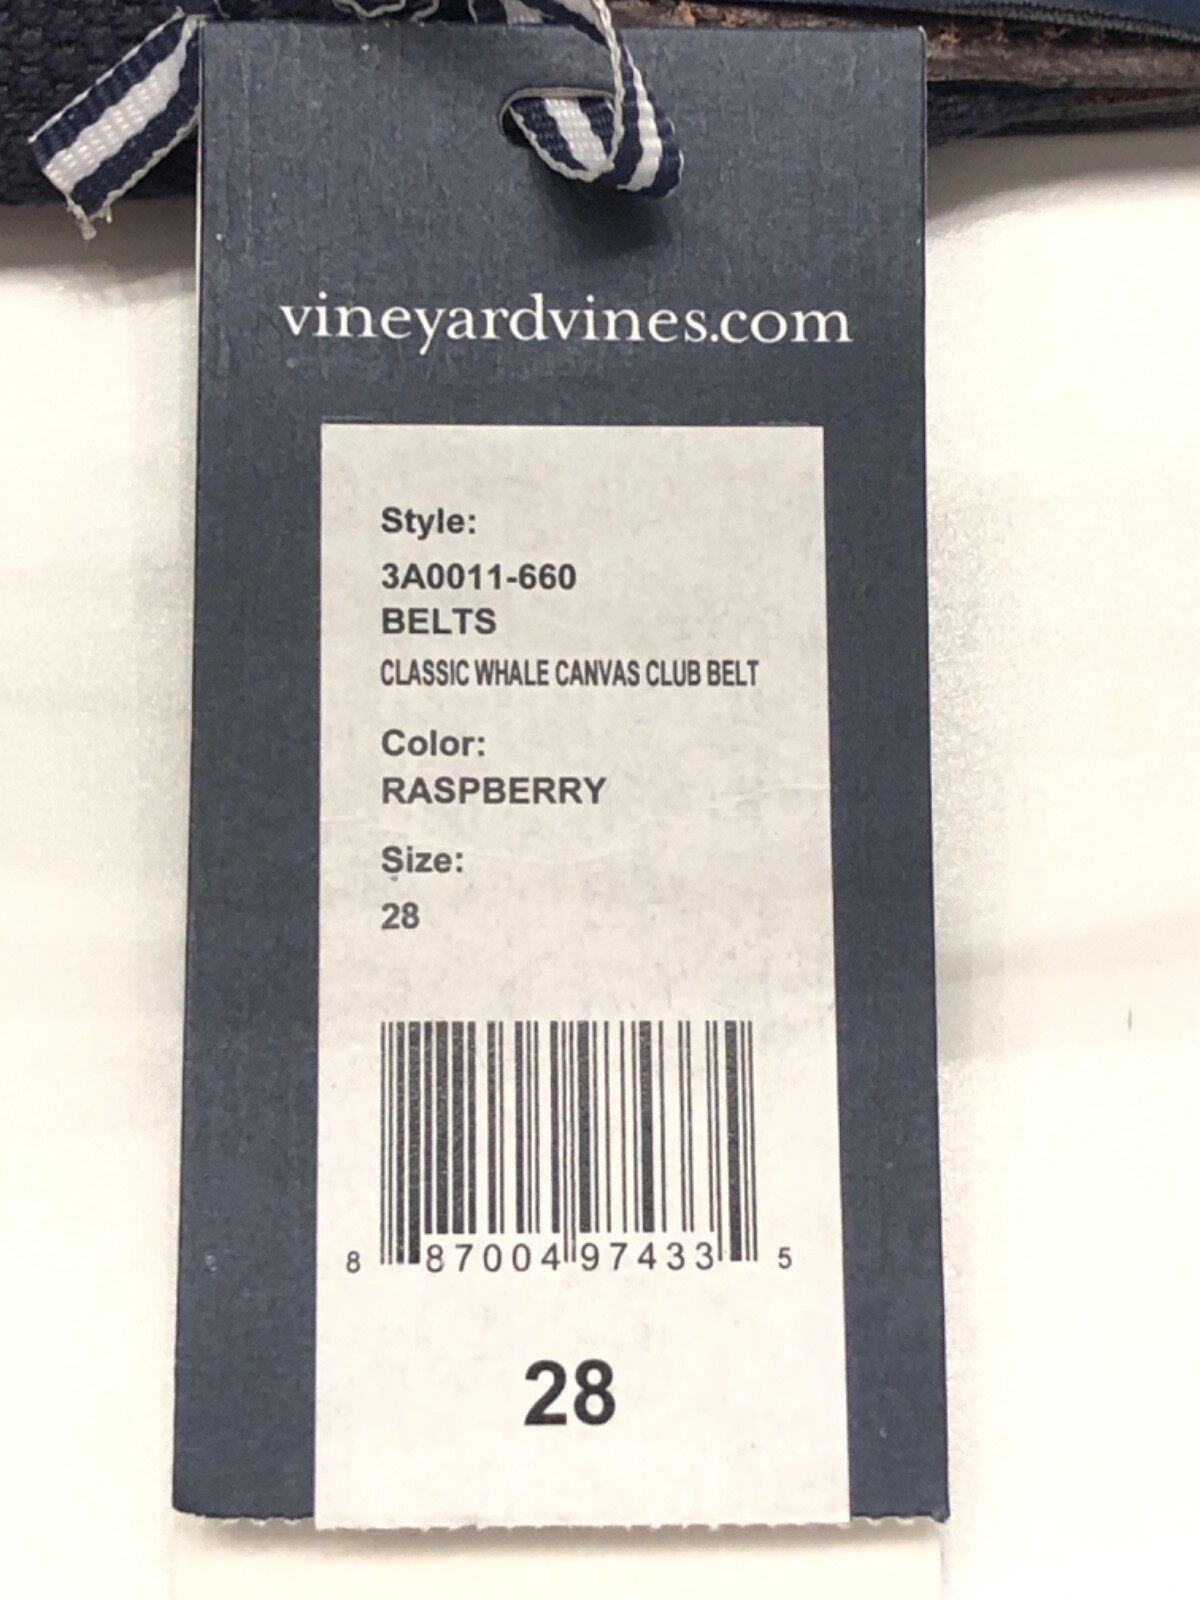 vineyardvines.com
Style:
3A0011-660
BELTS
CLASSIC WHALE CANVAS CLUB BELT
Color:
RASPBERRY
Size:
28
8 87004 97433 5
28